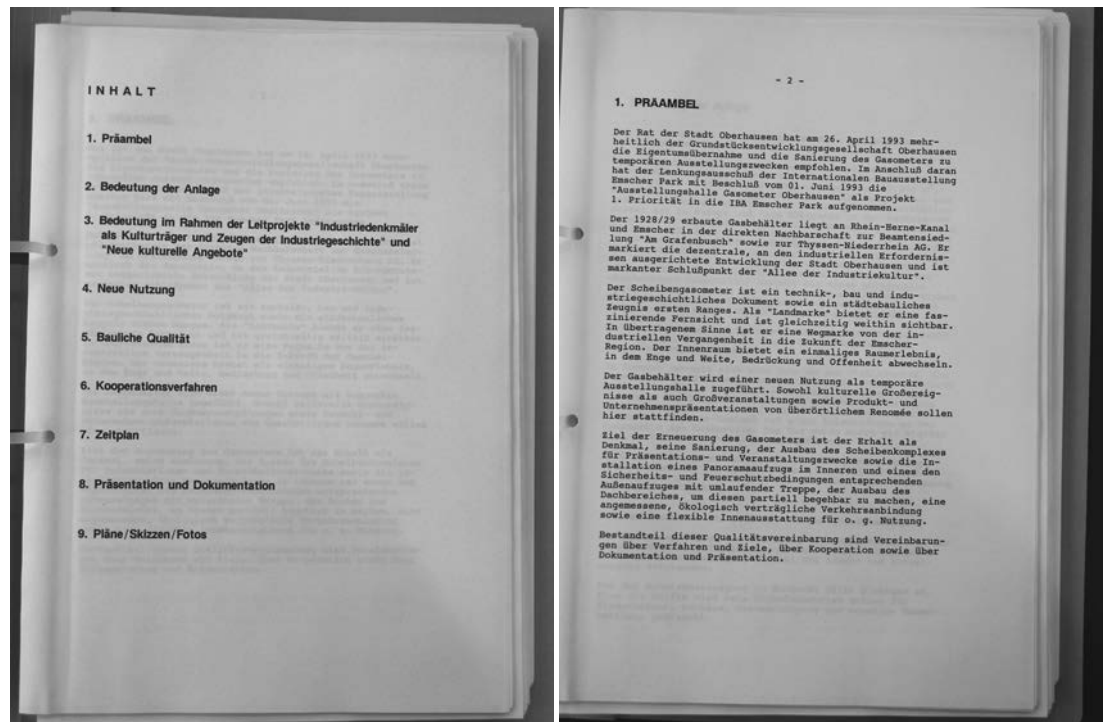 INHALT
1. Präambel
2. Bedeutung der Anlage
3. Bedeutung im Rahmen der Leitprojekte "Industriedenkmäler
als Kulturträger und Zeugen der Industriegeschichte" und
"Neue kulturelle Angebote"
4. Neue Nutzung
5. Bauliche Qualität
6. Kooperationsverfahren
7. Zeitplan
8. Präsentation und Dokumentation
9. Pläne/Skizzen/Fotos
- 2 -
1. PRÄAMBEL
Der Rat der Stadt Oberhausen hat am 26. April 1993 mehr-
heitlich der Grundstücksentwicklungsgesellschaft Oberhausen
die Eigentumsübernahme und die Sanierung des Gasometers zu
temporären Ausstellungszwecken empfohlen. Im Anschluß daran
hat der Lenkungsausschuß der Internationalen Bauausstellung
Emscher Park mit Beschluß vom 01. Juni 1993 die
"Ausstellungshalle Gasometer Oberhausen" als Projekt
1. Priorität in die IBA Emscher Park aufgenommen.
Der 1928/29 erbaute Gasbehälter liegt an Rhein-Herne-Kanal
und Emscher in der direkten Nachbarschaft zur Beamtensied-
lung "Am Grafenbusch" sowie zur Thyssen-Niederrhein AG. Er
markiert die dezentrale, an den industriellen Erfordernis-
sen ausgerichtete Entwicklung der Stadt Oberhausen und ist
markanter Schlußpunkt der "Allee der Industriekultur".
Der Scheibengasometer ist ein technik-, bau und indu-
striegeschichtliches Dokument sowie ein städtebauliches
Zeugnis ersten Ranges. Als "Landmarke" bietet er eine fas-
zinierende Fernsicht und ist gleichzeitig weithin sichtbar.
In übertragenem Sinne ist er eine Wegmarke von der in-
dustriellen Vergangenheit in die Zukunft der Emscher-
Region. Der Innenraum bietet ein einmaliges Raumerlebnis,
in dem Enge und Weite, Bedrückung und Offenheit abwechseln.
Der Gasbehälter wird einer neuen Nutzung als temporäre
Ausstellungshalle zugeführt. Sowohl kulturelle Großereig-
nisse als auch Großveranstaltungen sowie Produkt- und
Unternehmenspräsentationen von überörtlichem Renomée sollen
hier stattfinden.
Ziel der Erneuerung des Gasometers ist der Erhalt als
Denkmal, seine Sanierung, der Ausbau des Scheibenkomplexes
für Präsentations- und Veranstaltungszwecke sowie die In-
stallation eines Panoramaaufzugs im Inneren und eines den
Sicherheits- und Feuerschutzbedingungen entsprechenden
Außenaufzuges mit umlaufender Treppe, der Ausbau des
Dachbereiches, um diesen partiell begehbar zu machen, eine
angemessene, ökologisch verträgliche Verkehrsanbindung
sowie eine flexible Innenausstattung für o. g. Nutzung.
Bestandteil dieser Qualitätsvereinbarung sind Vereinbarun-
gen über Verfahren und Ziele, über Kooperation sowie über
Dokumentation und Präsentation.